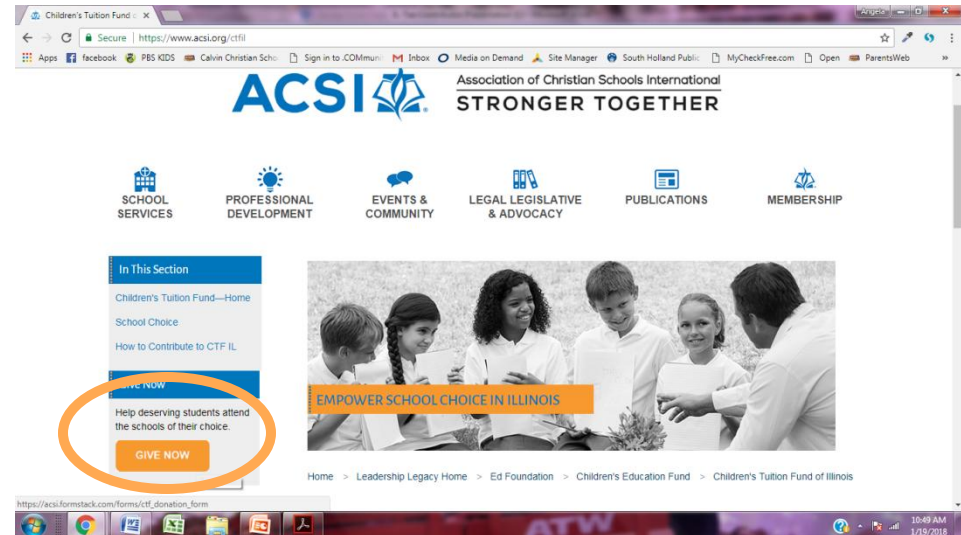 Children's Tuition Fund o
Angela
Secure | https://www.acsi.org/ctfil
Apps facebook PBS KIDS Calvin Christian Scho Sign in to .COMmuni Inbox Media on Demand Site Manager South Holland Public MyCheckFree.com Open ParentsWeb »
ACSI
Association of Christian Schools International
STRONGER TOGETHER
SCHOOL SERVICES
PROFESSIONAL DEVELOPMENT
EVENTS & COMMUNITY
LEGAL LEGISLATIVE & ADVOCACY
PUBLICATIONS
MEMBERSHIP
In This Section
Children's Tuition Fund—Home
School Choice
How to Contribute to CTF IL
Give Now
Help deserving students attend
the schools of their choice.
GIVE NOW
EMPOWER SCHOOL CHOICE IN ILLINOIS
Home > Leadership Legacy Home > Ed Foundation > Children's Education Fund > Children's Tuition Fund of Illinois
https://acsi.formstack.com/forms/ctf_donation_form
ATW
10:49 AM
1/19/2018